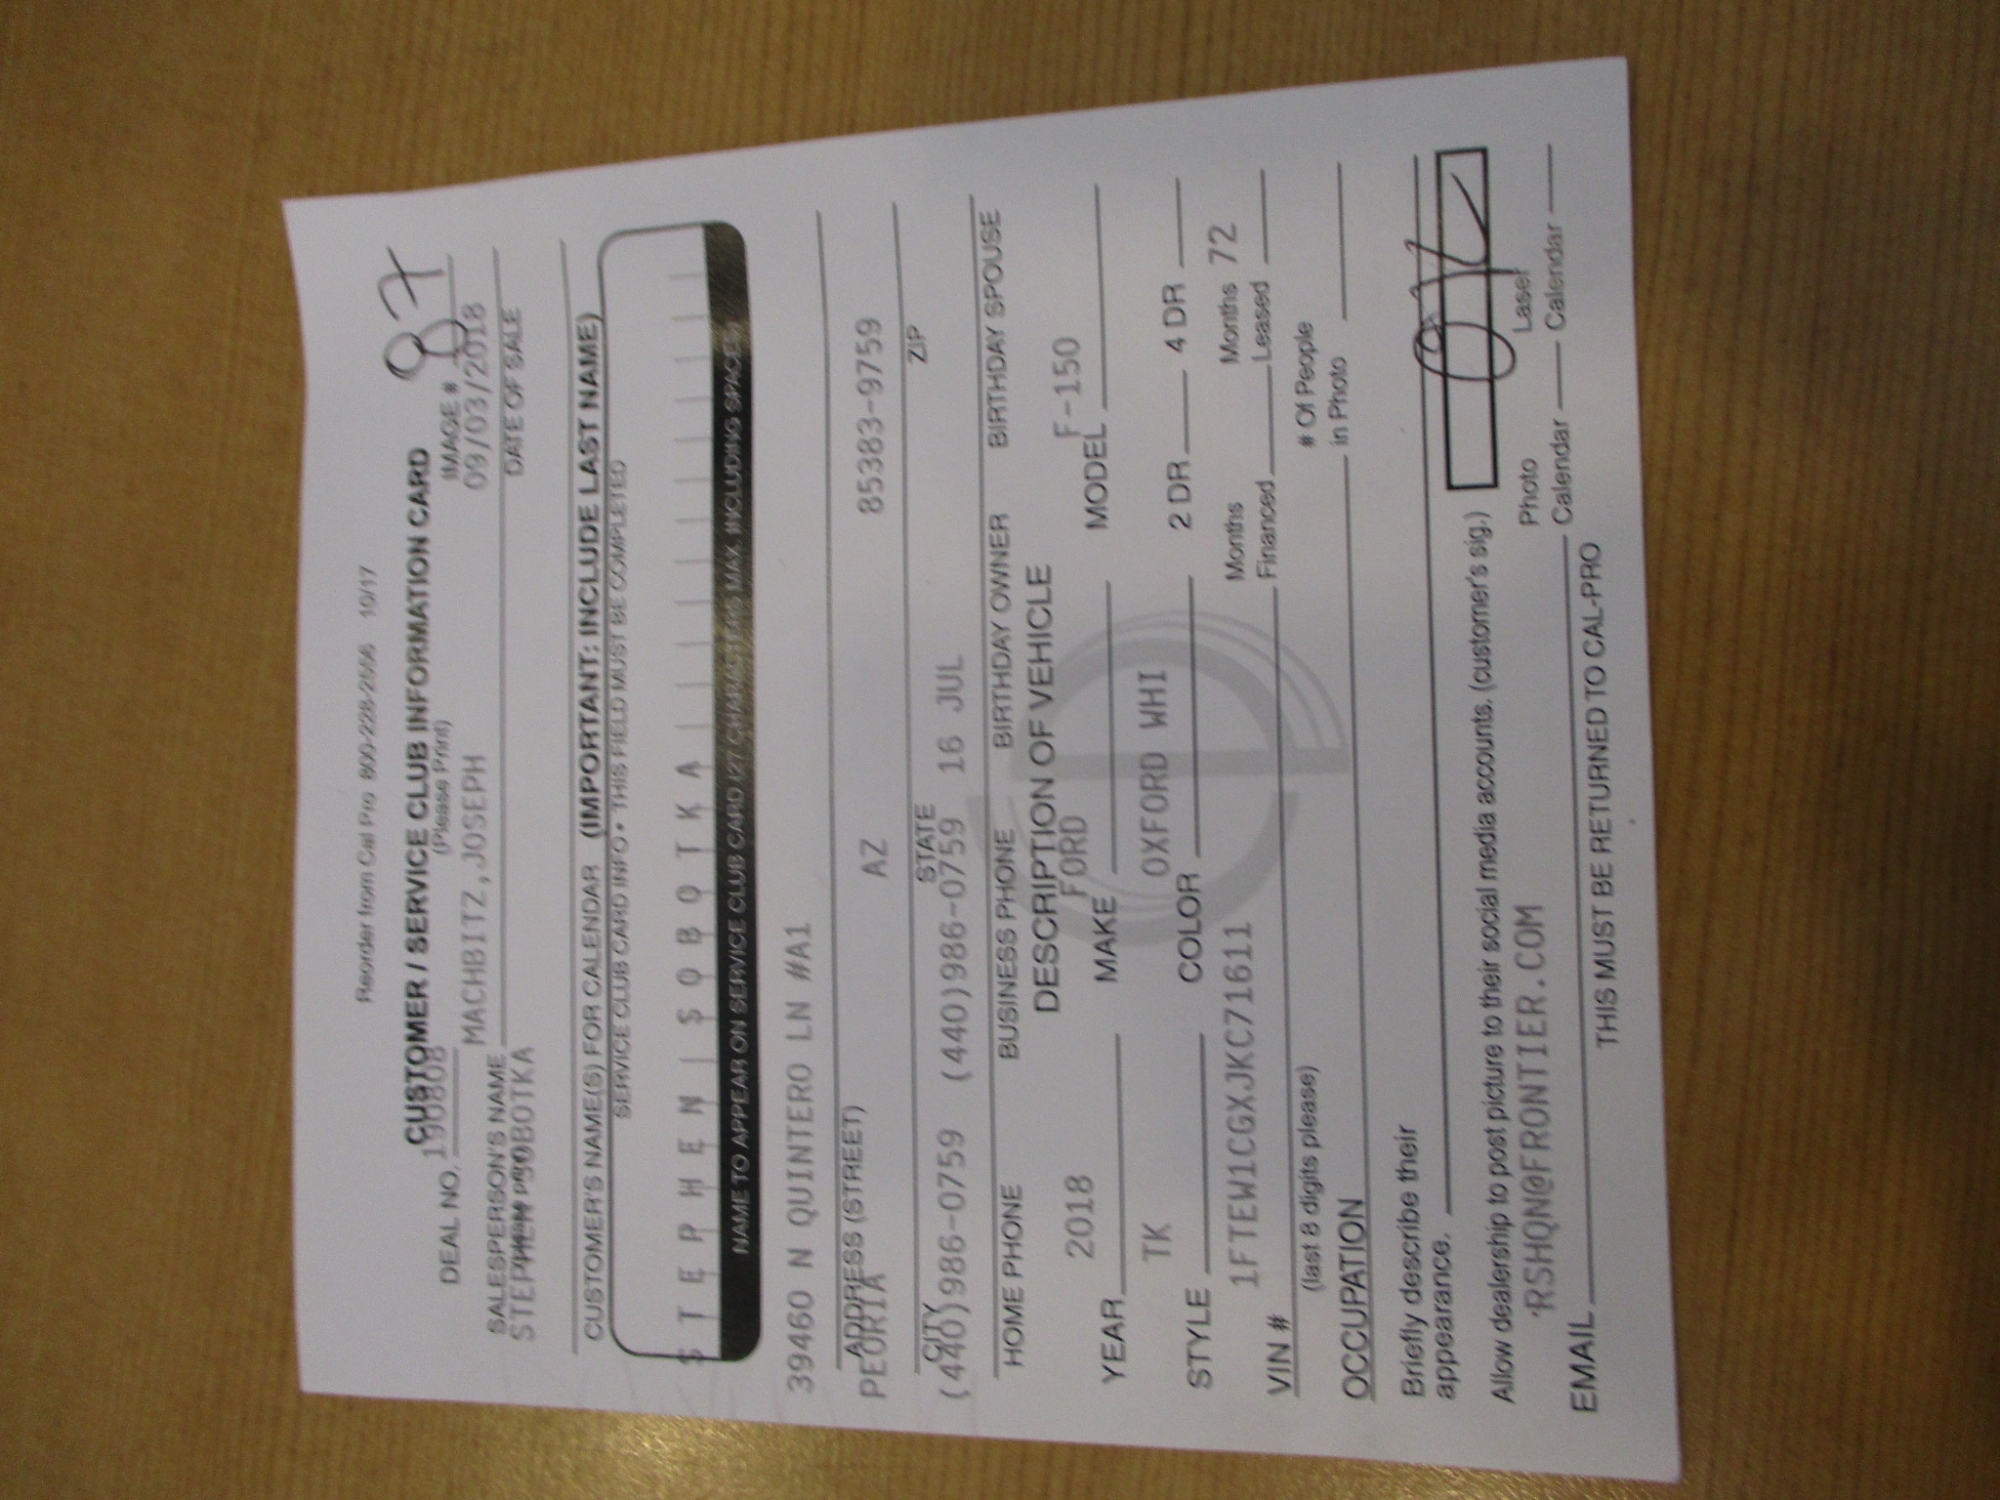 Reorder from Cal Pro 800-228-2556 10/17
CUSTOMER / SERVICE CLUB INFORMATION CARD
(Please Print)
DEAL NO. 190808 IMAGE # 87
MACHBITZ,JOSEPH 09/03/2018
SALESPERSON'S NAME DATE OF SALE
STEPHEN SOBOTKA
CUSTOMER'S NAME(S) FOR CALENDAR (IMPORTANT: INCLUDE LAST NAME)
SERVICE CLUB CARD INFO • THIS FIELD MUST BE COMPLETED
STEPHEN SOBOTKA
NAME TO APPEAR ON SERVICE CLUB CARD (27 CHARACTERS MAX. INCLUDING SPACES)
39460 N QUINTERO LN #A1
ADDRESS (STREET)
PEORIA AZ 85383-9759
CITY STATE ZIP
(440)986-0759 (440)986-0759 16 JUL
HOME PHONE BUSINESS PHONE BIRTHDAY OWNER BIRTHDAY SPOUSE
DESCRIPTION OF VEHICLE
2018 FORD F-150
YEAR MAKE MODEL
TK OXFORD WHI
STYLE COLOR 2 DR 4 DR
1FTEW1CGXJKC71611 Months Months 72
VIN # Financed Leased
(last 8 digits please) # Of People
OCCUPATION in Photo
Briefly describe their
appearance.
Allow dealership to post picture to their social media accounts. (customer's sig.)
RSHQN@FRONTIER.COM Photo Laser
EMAIL Calendar Calendar
THIS MUST BE RETURNED TO CAL-PRO